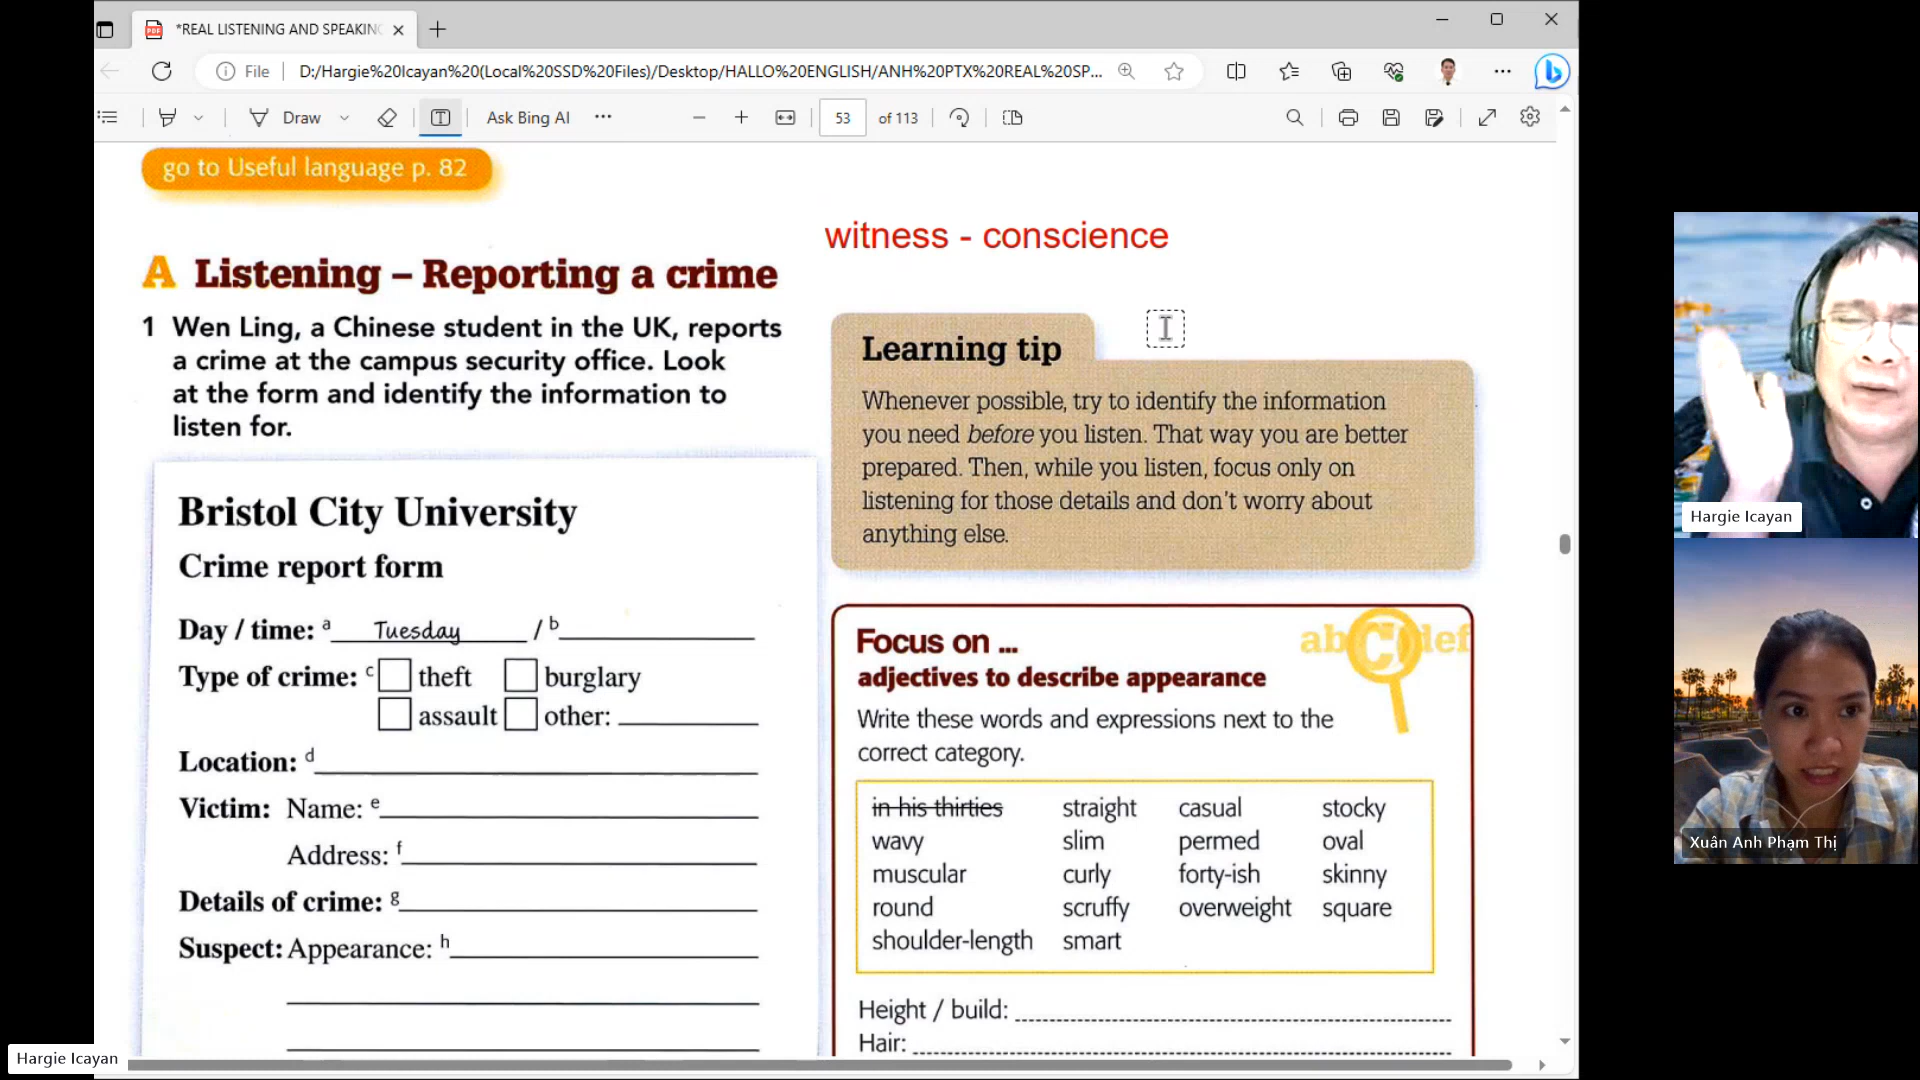 *REAL LISTENING AND SPEAKING
File
D:/Hargie%20Icayan%20(Local%20SSD%20Files)/Desktop/HALLO%20ENGLISH/ANH%20PTX%20REAL%20SP...
Draw
Ask Bing AI
53 of 113
go to Useful language p. 82
witness - conscience
A Listening – Reporting a crime
1 Wen Ling, a Chinese student in the UK, reports
a crime at the campus security office. Look
at the form and identify the information to
listen for.
Bristol City University
Crime report form
Day / time: a Tuesday / b
Type of crime: c theft burglary
assault other:
Location: d
Victim: Name: e
Address: f
Details of crime: g
Suspect: Appearance: h
Learning tip
Whenever possible, try to identify the information
you need before you listen. That way you are better
prepared. Then, while you listen, focus only on
listening for those details and don't worry about
anything else.
Focus on ...
adjectives to describe appearance
abCdef
Write these words and expressions next to the
correct category.
in his thirties straight casual stocky
wavy slim permed oval
muscular curly forty-ish skinny
round scruffy overweight square
shoulder-length smart
Height / build:
Hair:
Hargie Icayan
Xuân Anh Phạm Thị
Hargie Icayan